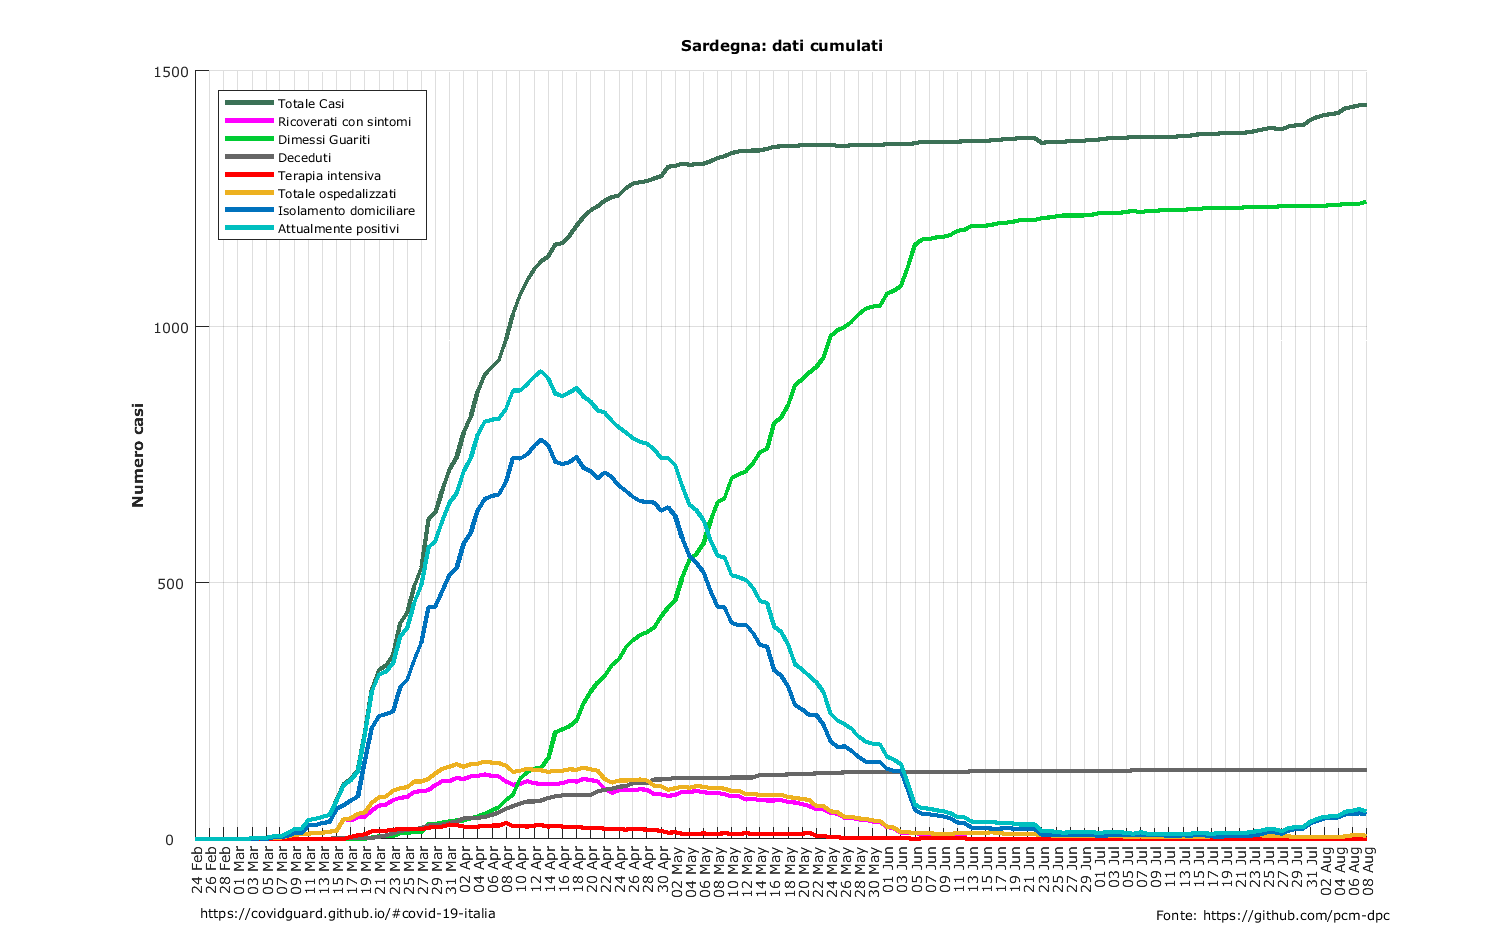 Sardegna: dati cumulati
1500
1000
500
0
Numero casi
Totale Casi
Ricoverati con sintomi
Dimessi Guariti
Deceduti
Terapia intensiva
Totale ospedalizzati
Isolamento domiciliare
Attualmente positivi
24 Feb
26 Feb
28 Feb
01 Mar
03 Mar
05 Mar
07 Mar
09 Mar
11 Mar
13 Mar
15 Mar
17 Mar
19 Mar
21 Mar
23 Mar
25 Mar
27 Mar
29 Mar
31 Mar
02 Apr
04 Apr
06 Apr
08 Apr
10 Apr
12 Apr
14 Apr
16 Apr
18 Apr
20 Apr
22 Apr
24 Apr
26 Apr
28 Apr
30 Apr
02 May
04 May
06 May
08 May
10 May
12 May
14 May
16 May
18 May
20 May
22 May
24 May
26 May
28 May
30 May
01 Jun
03 Jun
05 Jun
07 Jun
09 Jun
11 Jun
13 Jun
15 Jun
17 Jun
19 Jun
21 Jun
23 Jun
25 Jun
27 Jun
29 Jun
01 Jul
03 Jul
05 Jul
07 Jul
09 Jul
11 Jul
13 Jul
15 Jul
17 Jul
19 Jul
21 Jul
23 Jul
25 Jul
27 Jul
29 Jul
31 Jul
02 Aug
04 Aug
06 Aug
08 Aug
https://covidguard.github.io/#covid-19-italia
Fonte: https://github.com/pcm-dpc